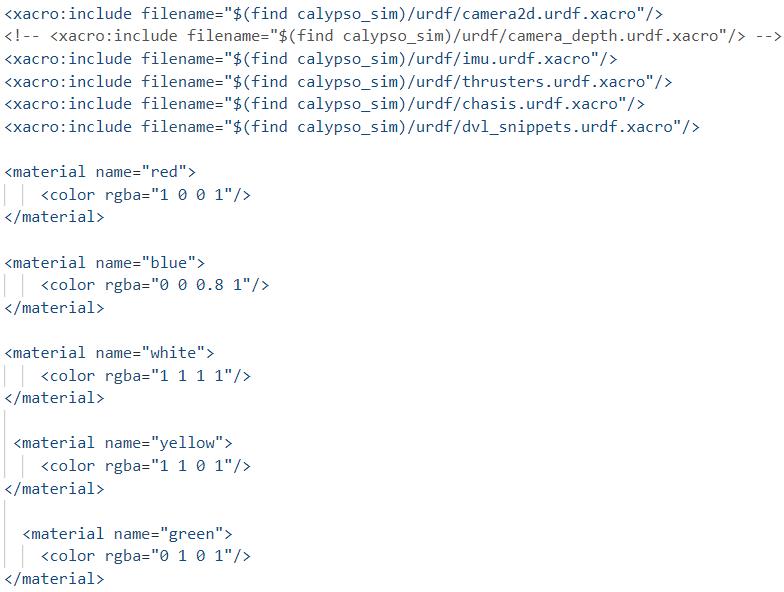 <xacro:include filename="$(find calypso_sim)/urdf/camera2d.urdf.xacro"/>
<!-- <xacro:include filename="$(find calypso_sim)/urdf/camera_depth.urdf.xacro"/> -->
<xacro:include filename="$(find calypso_sim)/urdf/imu.urdf.xacro"/>
<xacro:include filename="$(find calypso_sim)/urdf/thrusters.urdf.xacro"/>
<xacro:include filename="$(find calypso_sim)/urdf/chasis.urdf.xacro"/>
<xacro:include filename="$(find calypso_sim)/urdf/dvl_snippets.urdf.xacro"/>

<material name="red">
    <color rgba="1 0 0 1"/>
</material>

<material name="blue">
    <color rgba="0 0 0.8 1"/>
</material>

<material name="white">
    <color rgba="1 1 1 1"/>
</material>

 <material name="yellow">
    <color rgba="1 1 0 1"/>
</material>

  <material name="green">
    <color rgba="0 1 0 1"/>
</material>